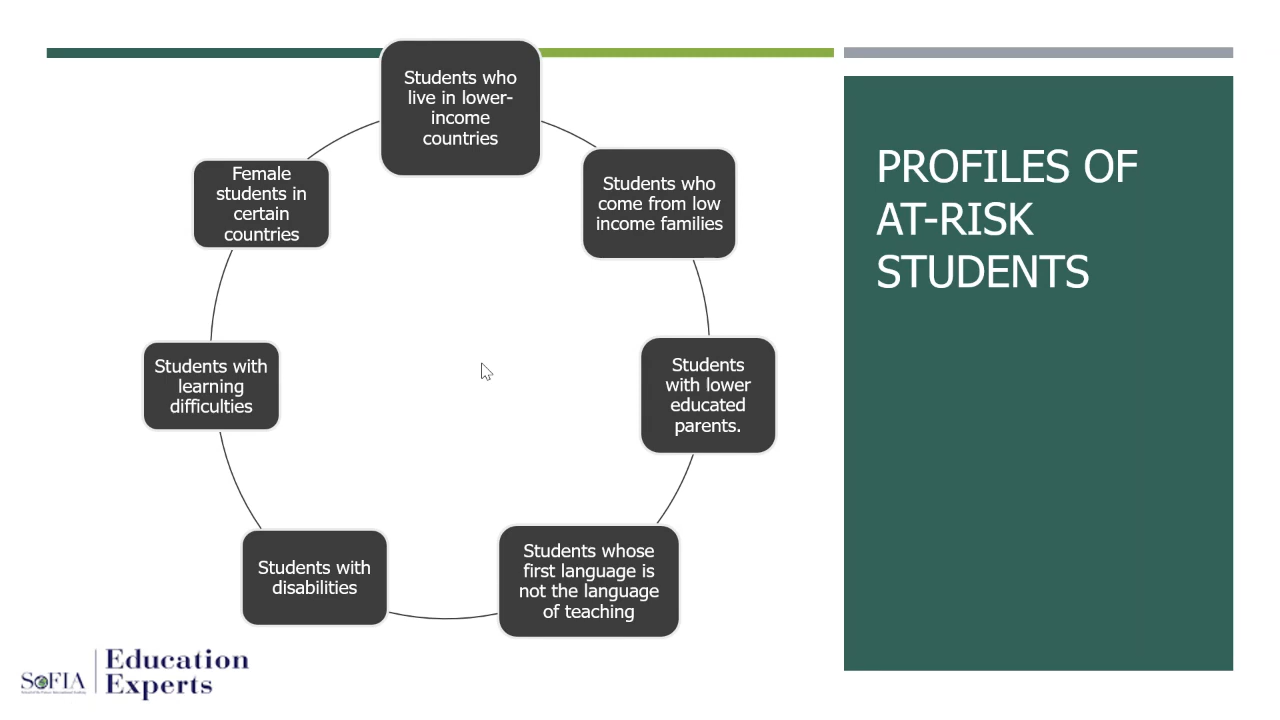 Students who
live in lower-
income
countries
Students who
come from low
income families
Students
with lower
educated
parents.
Students whose
first language is
not the language
of teaching
Students with
disabilities
Students with
learning
difficulties
Female
students in
certain
countries
PROFILES OF
AT-RISK
STUDENTS
SOFIA
Education
Experts